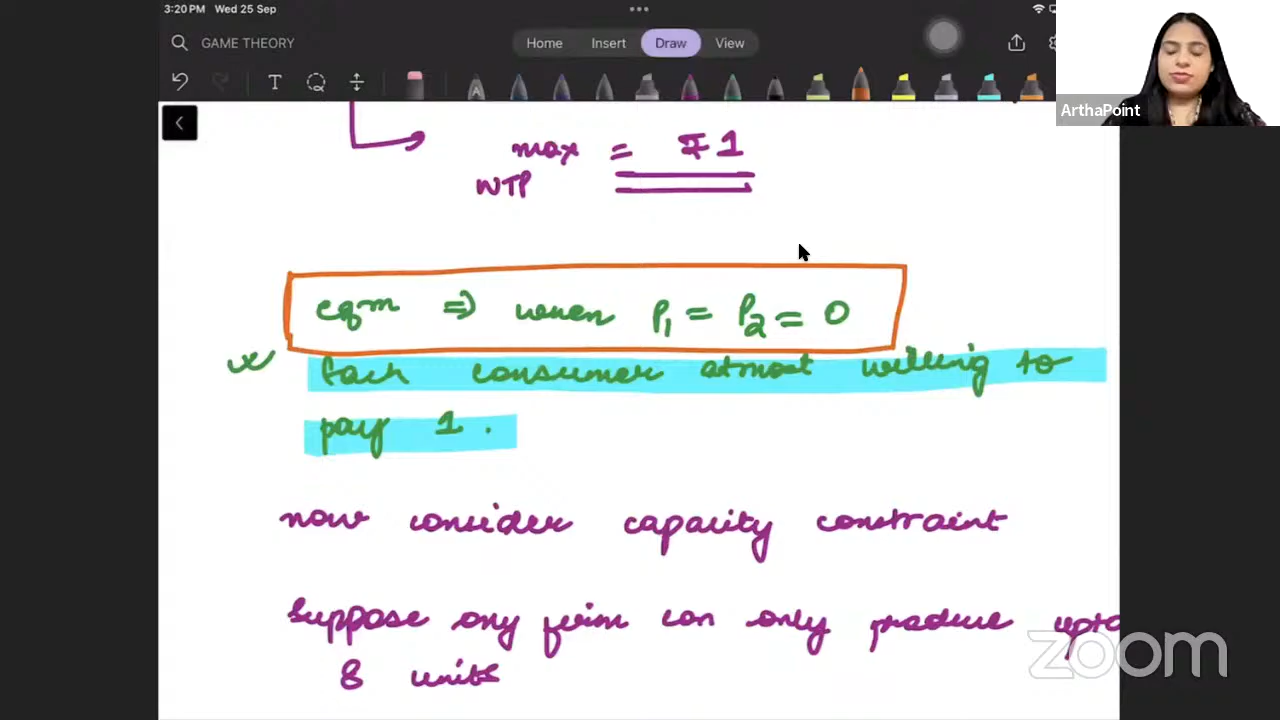 3:20 PM Wed 25 Sep
GAME THEORY
Home Insert Draw View
ArthaPoint
max = ₹1
WTP
eqm ⇒ when P₁ = P₂ = 0
Each consumer atmost willing to
pay 1.
now consider capacity constraint
Suppose any firm can only produce upto
8 units
zoom